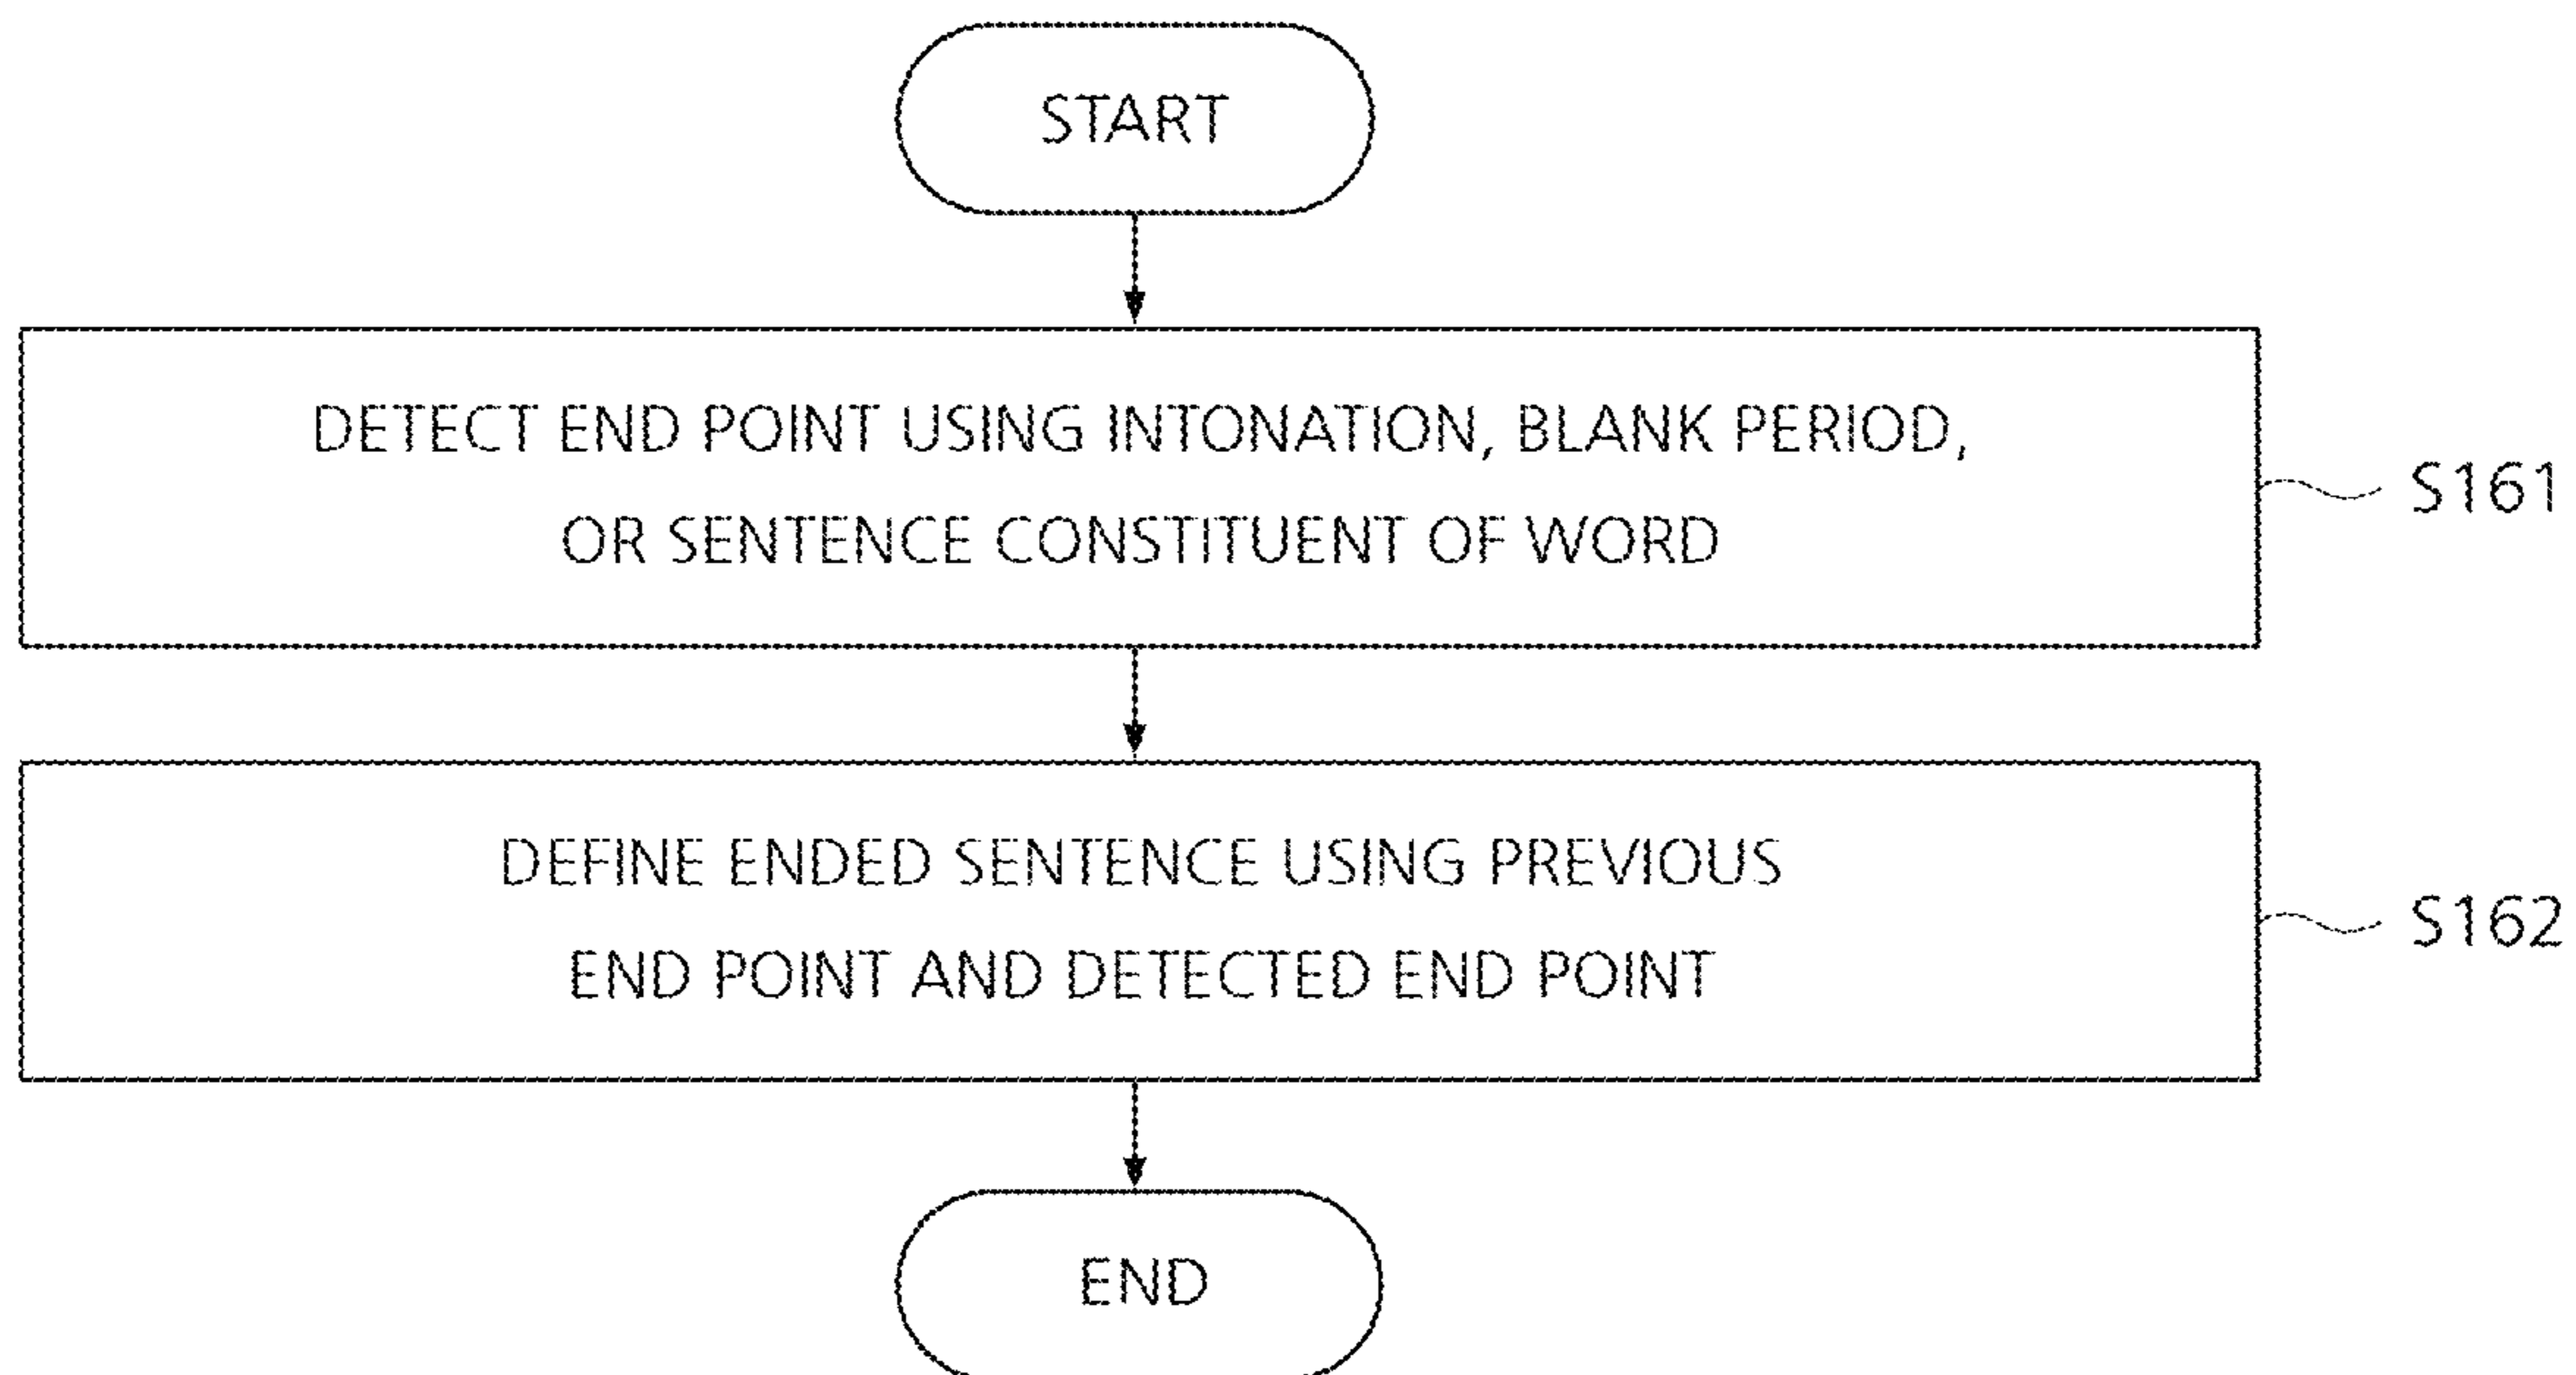 START
DETECT END POINT USING INTONATION, BLANK PERIOD,
OR SENTENCE CONSTITUENT OF WORD
S161
DEFINE ENDED SENTENCE USING PREVIOUS
END POINT AND DETECTED END POINT
S162
END